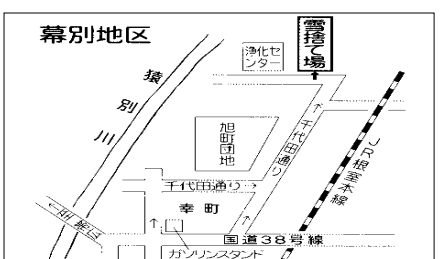 幕別地区
浄化セ
ンター
雪捨て場
猿別川
旭町団地
千代田通り
JR根室本線
千代田通り→
幸町
国道38号線
ガソリンスタンド